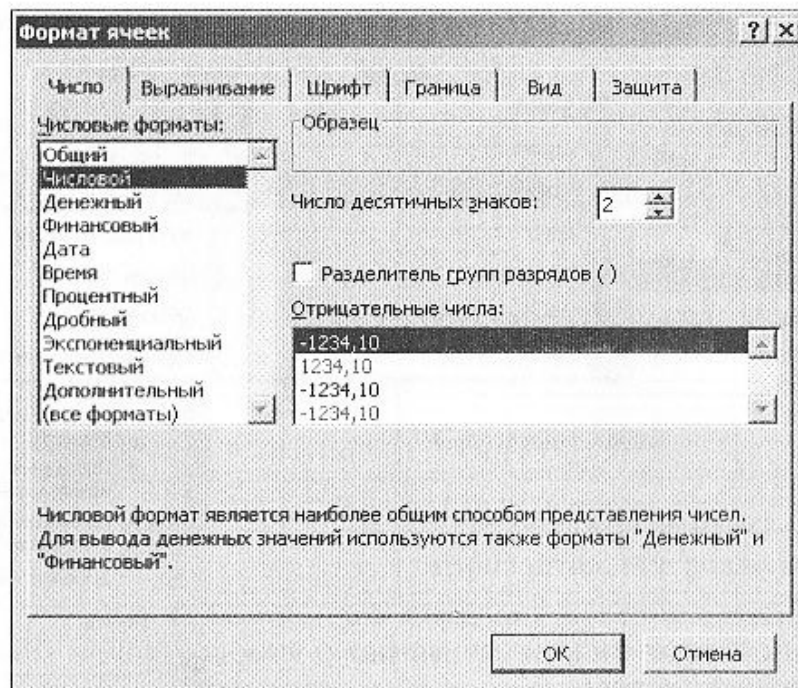 Формат ячеек
Число Выравнивание Шрифт Граница Вид Защита
Числовые форматы:
Общий
Числовой
Денежный
Финансовый
Дата
Время
Процентный
Дробный
Экспоненциальный
Текстовый
Дополнительный
(все форматы)
Образец
Число десятичных знаков: 2
Разделитель групп разрядов ( )
Отрицательные числа:
-1234,10
1234,10
-1234,10
-1234,10
Числовой формат является наиболее общим способом представления чисел.
Для вывода денежных значений используются также форматы "Денежный" и
"Финансовый".
ОК Отмена